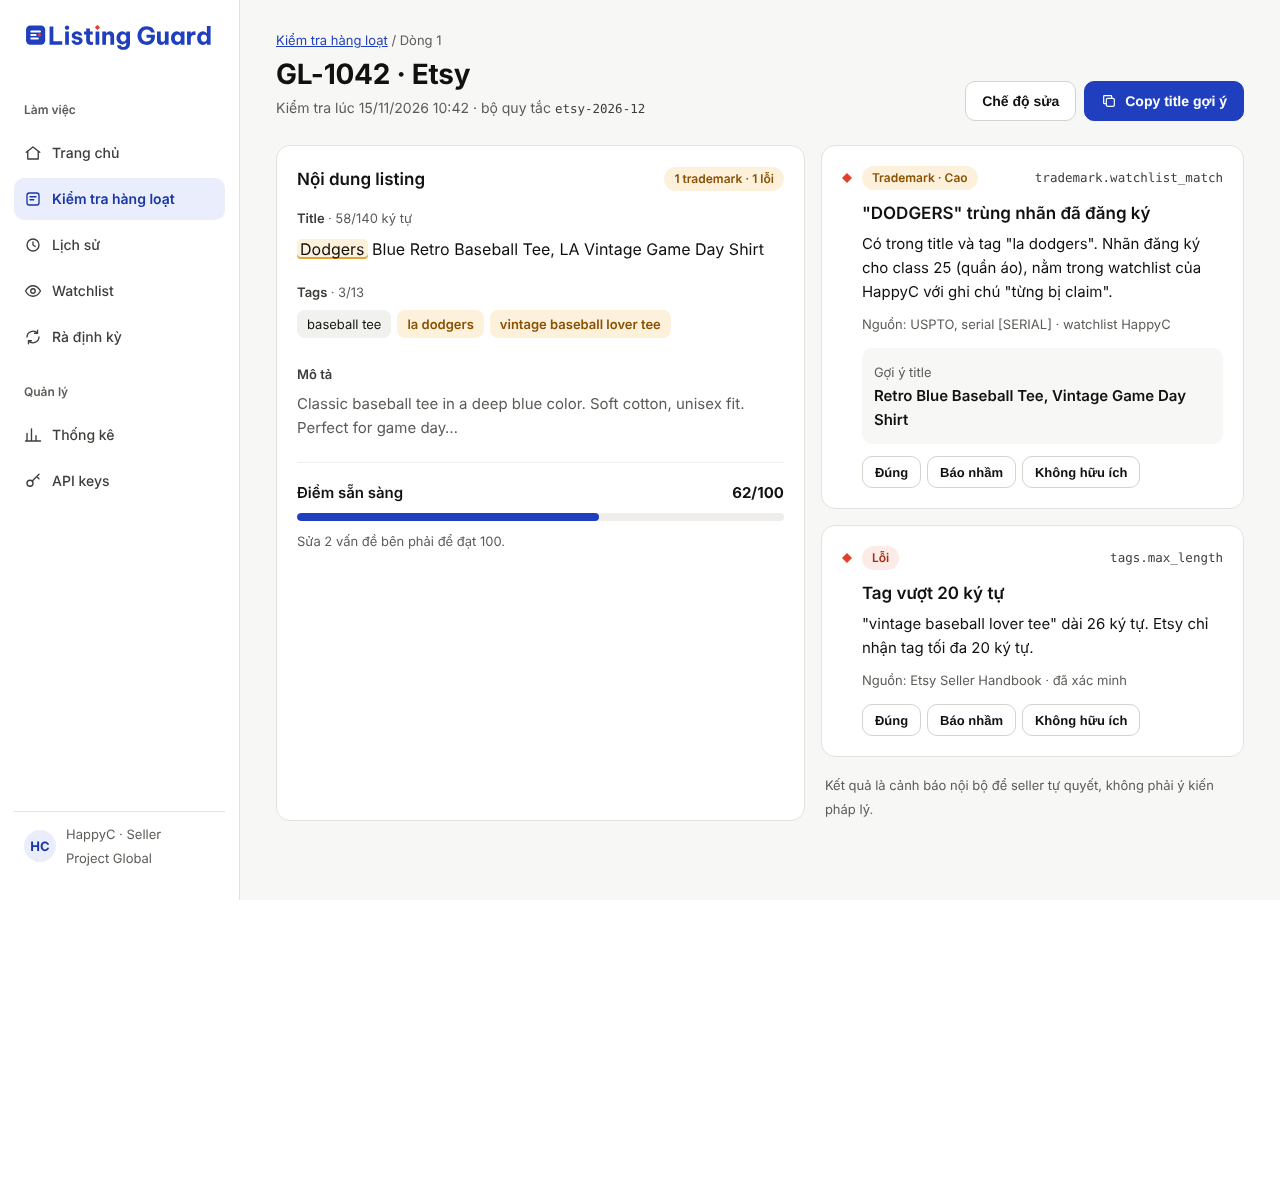 Listing Guard
Làm việc
Trang chủ
Kiểm tra hàng loạt
Lịch sử
Watchlist
Rà định kỳ
Quản lý
Thống kê
API keys
HC
HappyC · Seller
Project Global
Kiểm tra hàng loạt / Dòng 1
GL-1042 · Etsy
Kiểm tra lúc 15/11/2026 10:42 · bộ quy tắc etsy-2026-12
Chế độ sửa
Copy title gợi ý
Nội dung listing
1 trademark · 1 lỗi
Title · 58/140 ký tự
Dodgers Blue Retro Baseball Tee, LA Vintage Game Day Shirt
Tags · 3/13
baseball tee
la dodgers
vintage baseball lover tee
Mô tả
Classic baseball tee in a deep blue color. Soft cotton, unisex fit.
Perfect for game day...
Điểm sẵn sàng
62/100
Sửa 2 vấn đề bên phải để đạt 100.
Trademark · Cao
trademark.watchlist_match
"DODGERS" trùng nhãn đã đăng ký
Có trong title và tag "la dodgers". Nhãn đăng ký
cho class 25 (quần áo), nằm trong watchlist của
HappyC với ghi chú "từng bị claim".
Nguồn: USPTO, serial [SERIAL] · watchlist HappyC
Gợi ý title
Retro Blue Baseball Tee, Vintage Game Day
Shirt
Đúng
Báo nhầm
Không hữu ích
Lỗi
tags.max_length
Tag vượt 20 ký tự
"vintage baseball lover tee" dài 26 ký tự. Etsy chỉ
nhận tag tối đa 20 ký tự.
Nguồn: Etsy Seller Handbook · đã xác minh
Đúng
Báo nhầm
Không hữu ích
Kết quả là cảnh báo nội bộ để seller tự quyết, không phải ý kiến
pháp lý.